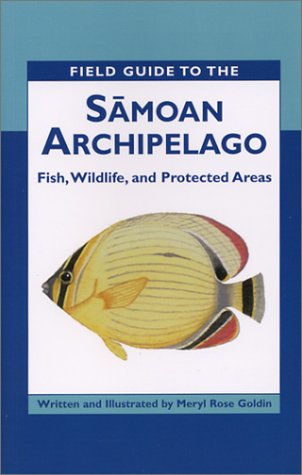 FIELD GUIDE TO THE
SĀMOAN
ARCHIPELAGO
Fish, Wildlife, and Protected Areas
Written and Illustrated by Meryl Rose Goldin